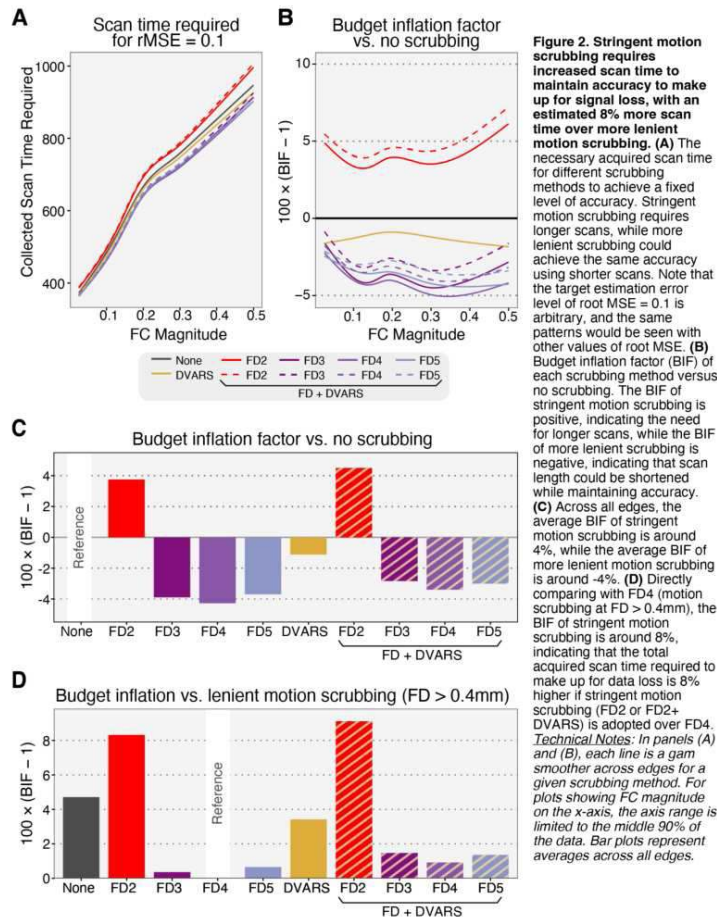 A
Scan time required
for rMSE = 0.1
Collected Scan Time Required
1000
800
600
400
0.1 0.2 0.3 0.4 0.5
FC Magnitude
B
Budget inflation factor
vs. no scrubbing
100 × (BIF − 1)
10
5
0
−5
0.1 0.2 0.3 0.4 0.5
FC Magnitude
None FD2 FD3 FD4 FD5
DVARS FD2 FD3 FD4 FD5
FD + DVARS
C
Budget inflation factor vs. no scrubbing
100 × (BIF − 1)
4
2
0
-2
-4
Reference
None FD2 FD3 FD4 FD5 DVARS FD2 FD3 FD4 FD5
FD + DVARS
D
Budget inflation vs. lenient motion scrubbing (FD > 0.4mm)
100 × (BIF − 1)
8
6
4
2
0
Reference
None FD2 FD3 FD4 FD5 DVARS FD2 FD3 FD4 FD5
FD + DVARS
Figure 2. Stringent motion
scrubbing requires
increased scan time to
maintain accuracy to make
up for signal loss, with an
estimated 8% more scan
time over more lenient
motion scrubbing. (A) The
necessary acquired scan time
for different scrubbing
methods to achieve a fixed
level of accuracy. Stringent
motion scrubbing requires
longer scans, while more
lenient scrubbing could
achieve the same accuracy
using shorter scans. Note that
the target estimation error
level of root MSE = 0.1 is
arbitrary, and the same
patterns would be seen with
other values of root MSE. (B)
Budget inflation factor (BIF) of
each scrubbing method versus
no scrubbing. The BIF of
stringent motion scrubbing is
positive, indicating the need
for longer scans, while the BIF
of more lenient scrubbing is
negative, indicating that scan
length could be shortened
while maintaining accuracy.
(C) Across all edges, the
average BIF of stringent
motion scrubbing is around
4%, while the average BIF of
more lenient motion scrubbing
is around -4%. (D) Directly
comparing with FD4 (motion
scrubbing at FD > 0.4mm), the
BIF of stringent motion
scrubbing is around 8%,
indicating that the total
acquired scan time required to
make up for data loss is 8%
higher if stringent motion
scrubbing (FD2 or FD2+
DVARS) is adopted over FD4.
Technical Notes: In panels (A)
and (B), each line is a gam
smoother across edges for a
given scrubbing method. For
plots showing FC magnitude
on the x-axis, the axis range is
limited to the middle 90% of
the data. Bar plots represent
averages across all edges.